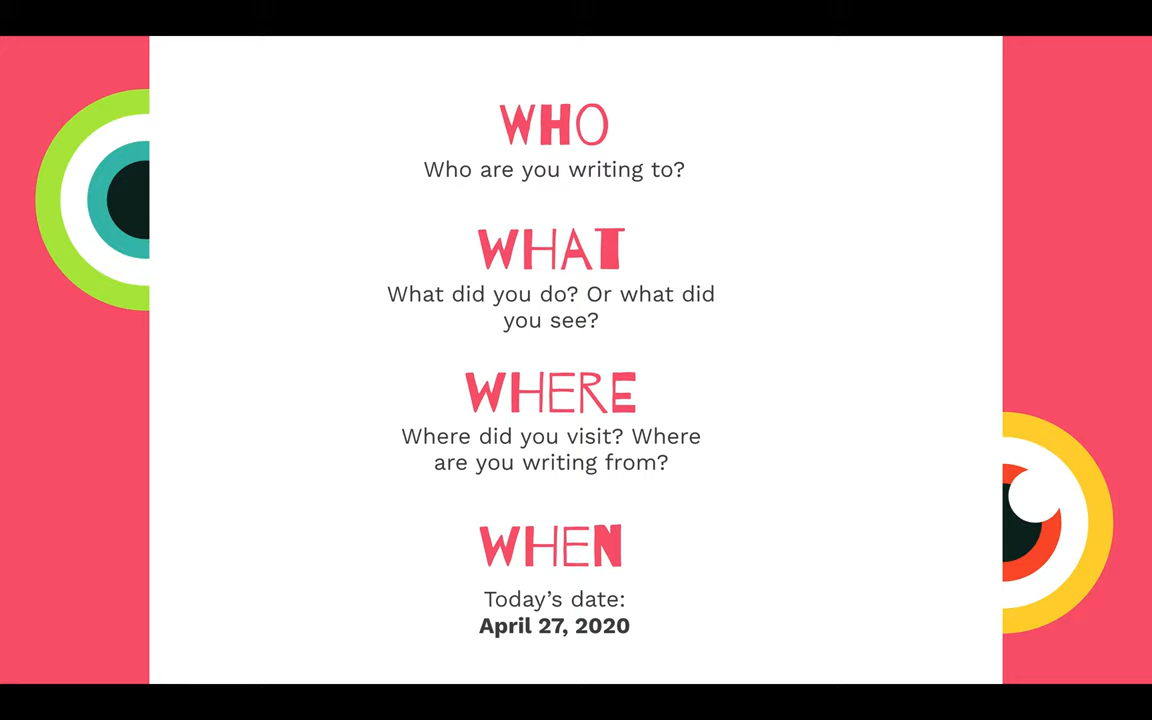 WHO
Who are you writing to?
WHAT
What did you do? Or what did
you see?
WHERE
Where did you visit? Where
are you writing from?
WHEN
Today’s date:
April 27, 2020